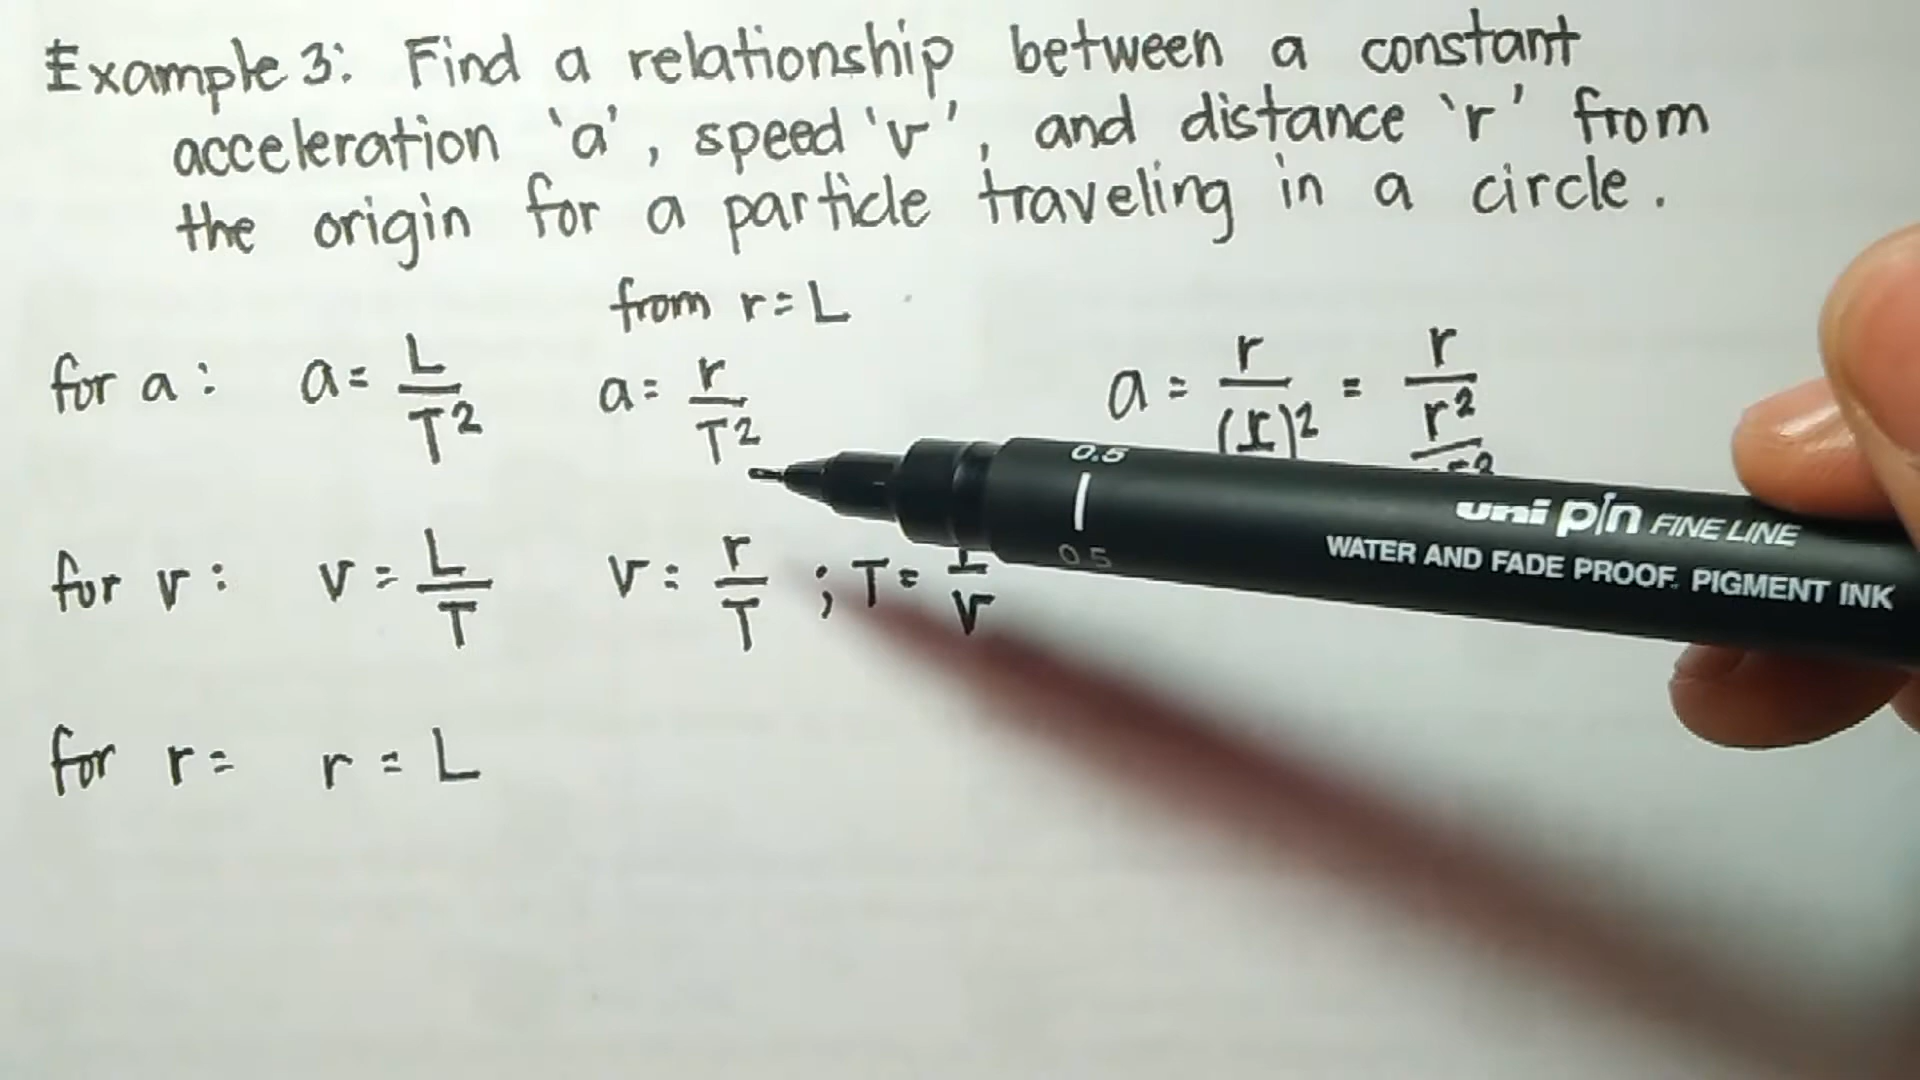 Example 3: Find a relationship between a constant
acceleration 'a', speed 'v', and distance 'r' from
the origin for a particle traveling in a circle.
from r = L
for a: a = L/T² a = r/T² a = r/(r)² = r/r²
for v: v = L/T v = r/T ; T = /v
for r = r = L
0.5
0.5
uni pin FINE LINE
WATER AND FADE PROOF. PIGMENT INK